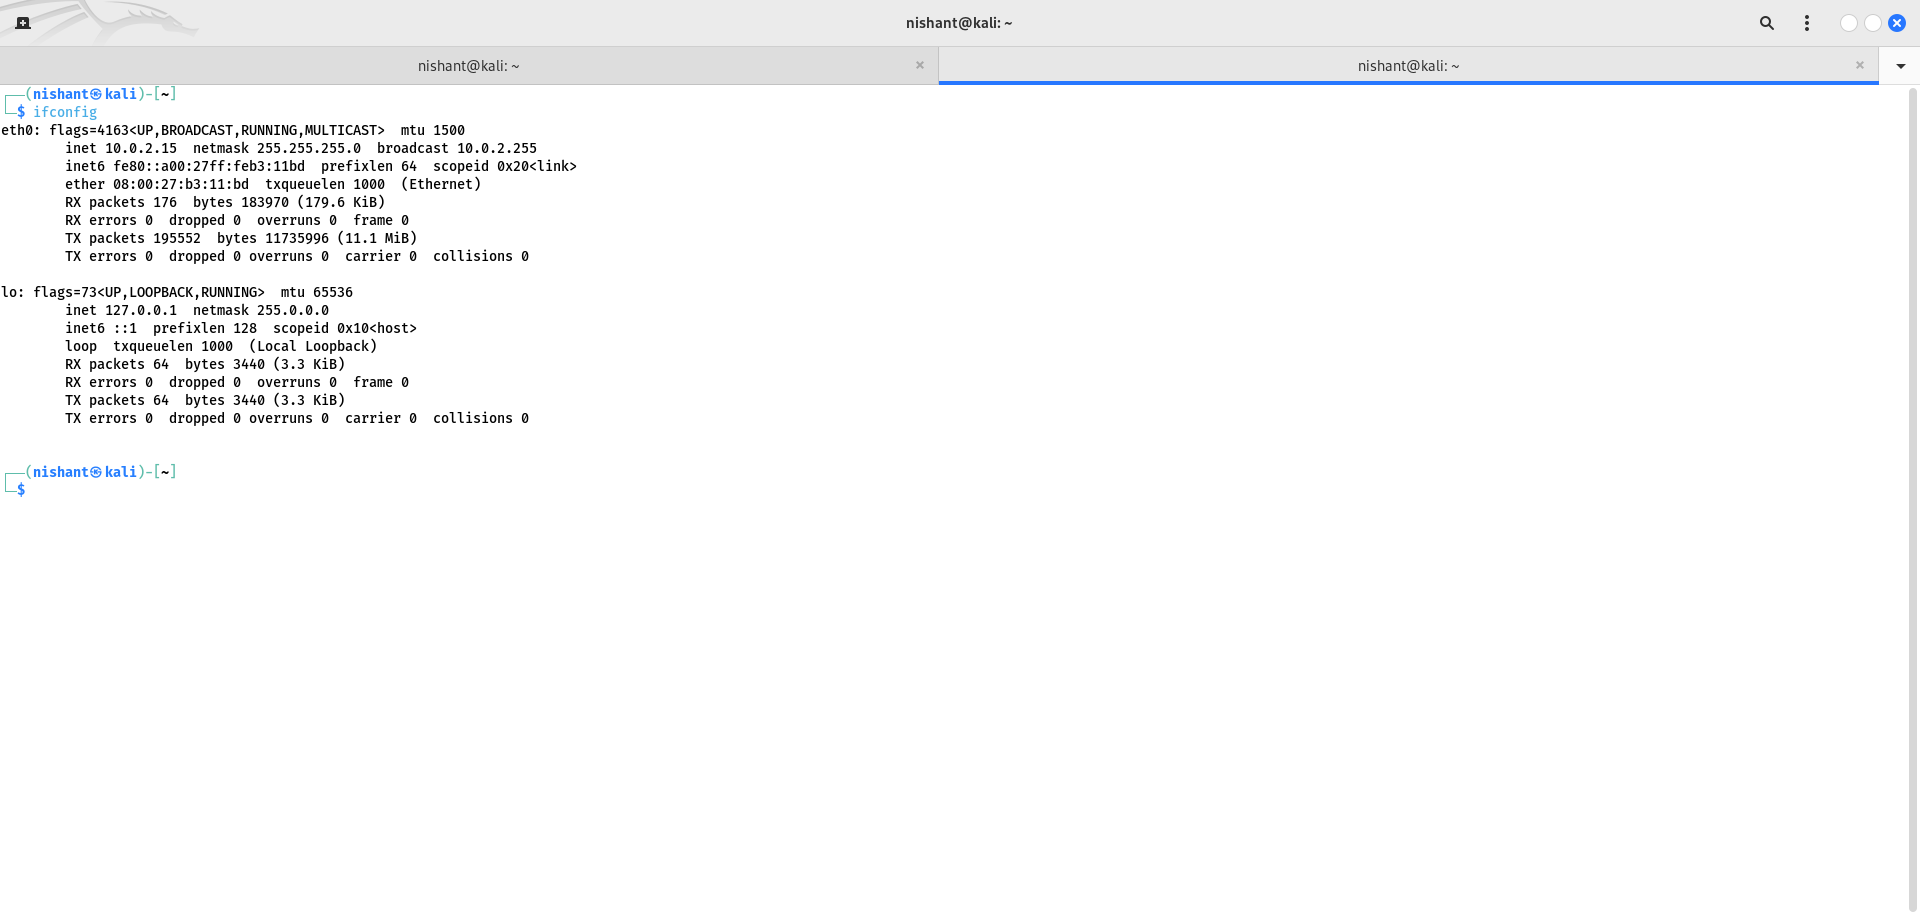 nishant@kali: ~
nishant@kali: ~
nishant@kali: ~
(nishant㉿kali)-[~]
$ ifconfig
eth0: flags=4163<UP,BROADCAST,RUNNING,MULTICAST>  mtu 1500
        inet 10.0.2.15  netmask 255.255.255.0  broadcast 10.0.2.255
        inet6 fe80::a00:27ff:feb3:11bd  prefixlen 64  scopeid 0x20<link>
        ether 08:00:27:b3:11:bd  txqueuelen 1000  (Ethernet)
        RX packets 176  bytes 183970 (179.6 KiB)
        RX errors 0  dropped 0  overruns 0  frame 0
        TX packets 195552  bytes 11735996 (11.1 MiB)
        TX errors 0  dropped 0 overruns 0  carrier 0  collisions 0

lo: flags=73<UP,LOOPBACK,RUNNING>  mtu 65536
        inet 127.0.0.1  netmask 255.0.0.0
        inet6 ::1  prefixlen 128  scopeid 0x10<host>
        loop  txqueuelen 1000  (Local Loopback)
        RX packets 64  bytes 3440 (3.3 KiB)
        RX errors 0  dropped 0  overruns 0  frame 0
        TX packets 64  bytes 3440 (3.3 KiB)
        TX errors 0  dropped 0 overruns 0  carrier 0  collisions 0

(nishant㉿kali)-[~]
$